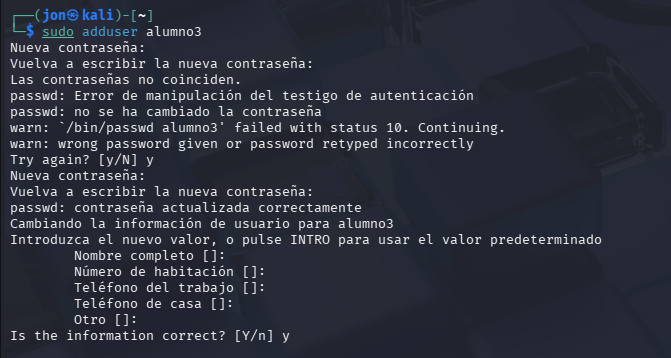 ┌──(jon㉿kali)-[~]
└─$ sudo adduser alumno3
Nueva contraseña:
Vuelva a escribir la nueva contraseña:
Las contraseñas no coinciden.
passwd: Error de manipulación del testigo de autenticación
passwd: no se ha cambiado la contraseña
warn: `/bin/passwd alumno3' failed with status 10. Continuing.
warn: wrong password given or password retyped incorrectly
Try again? [y/N] y
Nueva contraseña:
Vuelva a escribir la nueva contraseña:
passwd: contraseña actualizada correctamente
Cambiando la información de usuario para alumno3
Introduzca el nuevo valor, o pulse INTRO para usar el valor predeterminado
Nombre completo []:
Número de habitación []:
Teléfono del trabajo []:
Teléfono de casa []:
Otro []:
Is the information correct? [Y/n] y